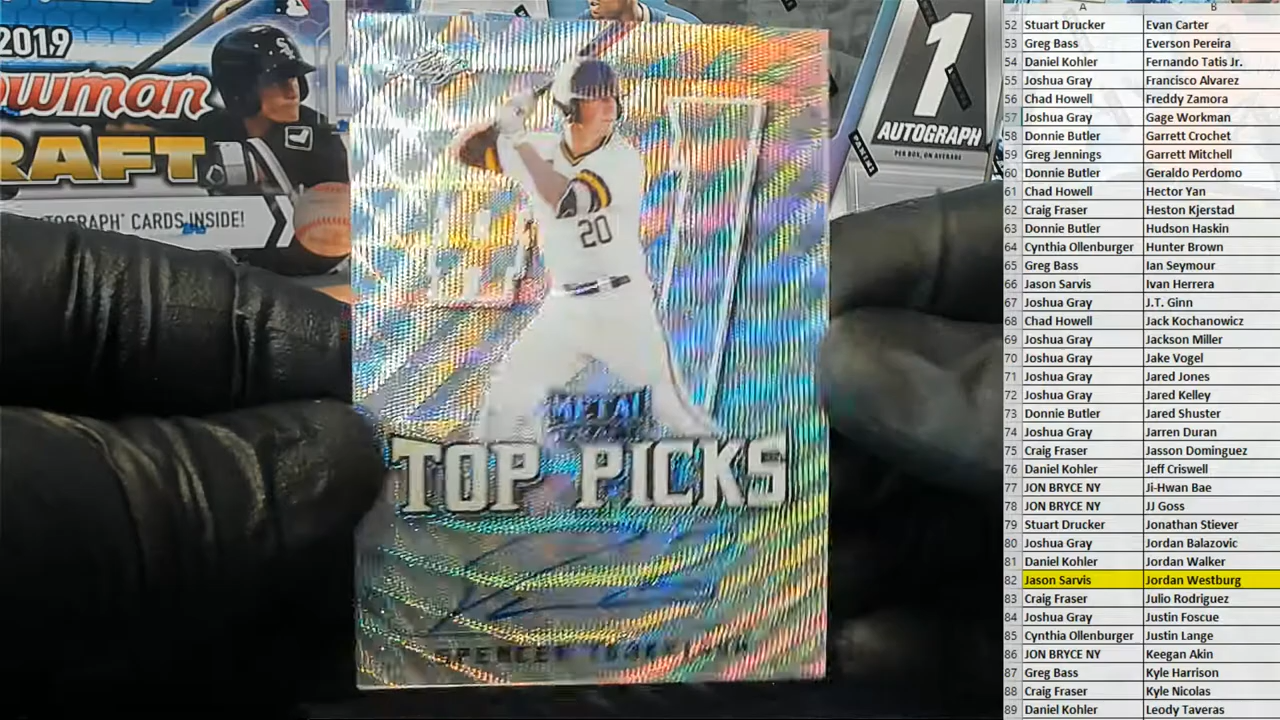 2019
owman
RAFT
TOGRAPH® CARDS INSIDE!
1
AUTOGRAPH
PER BOX, ON AVERAGE
PANINI
20
METAL
TOP PICKS
A B
52 Stuart Drucker Evan Carter
53 Greg Bass Everson Pereira
54 Daniel Kohler Fernando Tatis Jr.
55 Joshua Gray Francisco Alvarez
56 Chad Howell Freddy Zamora
57 Joshua Gray Gage Workman
58 Donnie Butler Garrett Crochet
59 Greg Jennings Garrett Mitchell
60 Donnie Butler Geraldo Perdomo
61 Chad Howell Hector Yan
62 Craig Fraser Heston Kjerstad
63 Donnie Butler Hudson Haskin
64 Cynthia Ollenburger Hunter Brown
65 Greg Bass Ian Seymour
66 Jason Sarvis Ivan Herrera
67 Joshua Gray J.T. Ginn
68 Chad Howell Jack Kochanowicz
69 Joshua Gray Jackson Miller
70 Joshua Gray Jake Vogel
71 Joshua Gray Jared Jones
72 Joshua Gray Jared Kelley
73 Donnie Butler Jared Shuster
74 Joshua Gray Jarren Duran
75 Craig Fraser Jasson Dominguez
76 Daniel Kohler Jeff Criswell
77 JON BRYCE NY Ji-Hwan Bae
78 JON BRYCE NY JJ Goss
79 Stuart Drucker Jonathan Stiever
80 Joshua Gray Jordan Balazovic
81 Daniel Kohler Jordan Walker
82 Jason Sarvis Jordan Westburg
83 Craig Fraser Julio Rodriguez
84 Joshua Gray Justin Foscue
85 Cynthia Ollenburger Justin Lange
86 JON BRYCE NY Keegan Akin
87 Greg Bass Kyle Harrison
88 Craig Fraser Kyle Nicolas
89 Daniel Kohler Leody Taveras